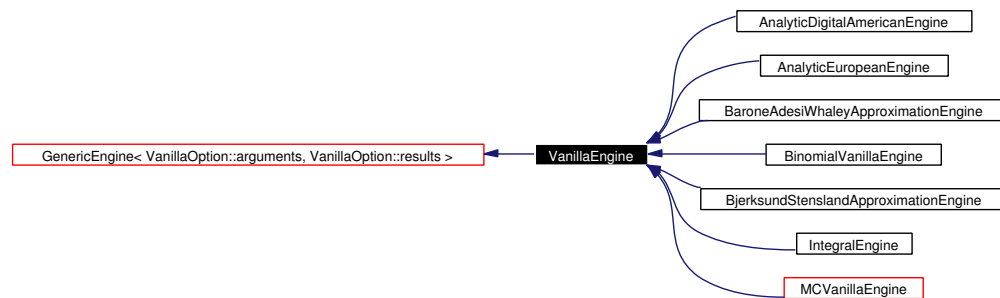 AnalyticDigitalAmericanEngine
AnalyticEuropeanEngine
BaroneAdesiWhaleyApproximationEngine
GenericEngine< VanillaOption::arguments, VanillaOption::results >
VanillaEngine
BinomialVanillaEngine
BjerksundStenslandApproximationEngine
IntegralEngine
MCVanillaEngine